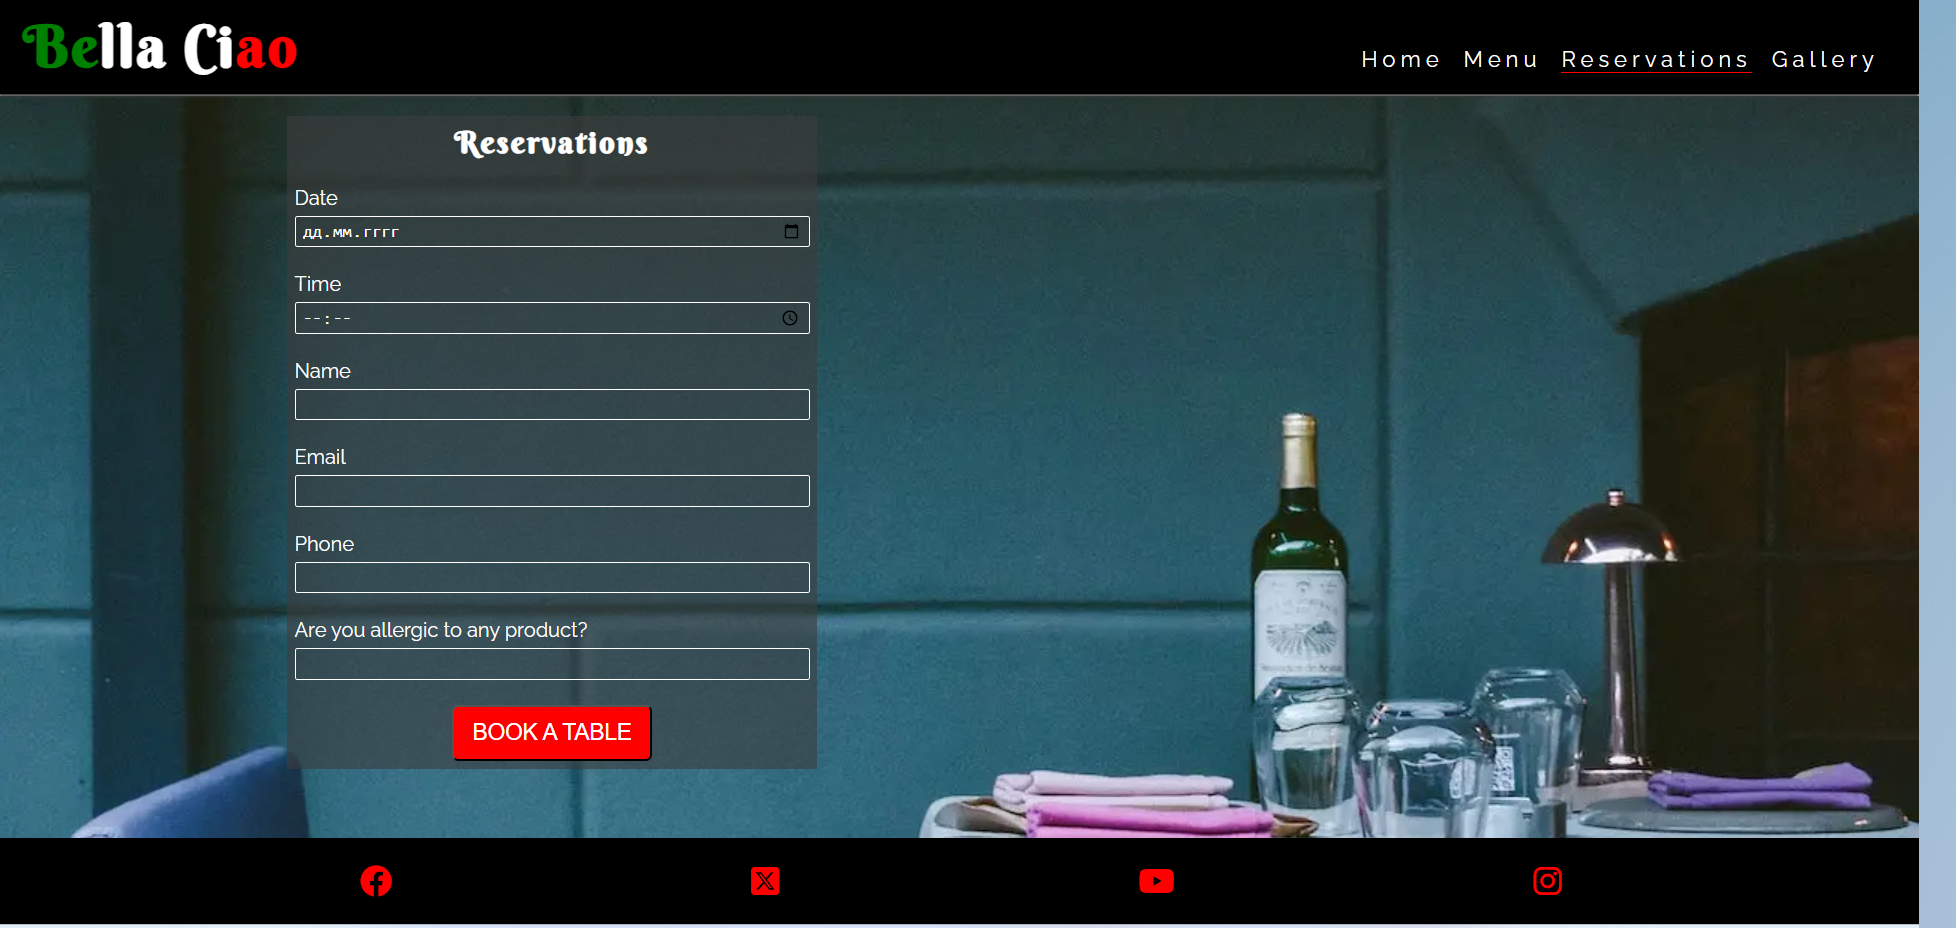 Bella Ciao
Home Menu Reservations Gallery
Reservations
Date
дд.мм.гггг
Time
--:--
Name
Email
Phone
Are you allergic to any product?
BOOK A TABLE